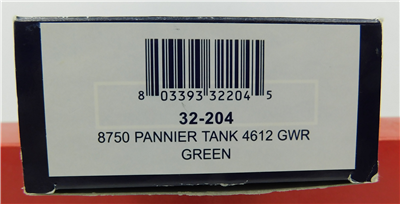 8 03393 32204 5
32-204
8750 PANNIER TANK 4612 GWR
GREEN